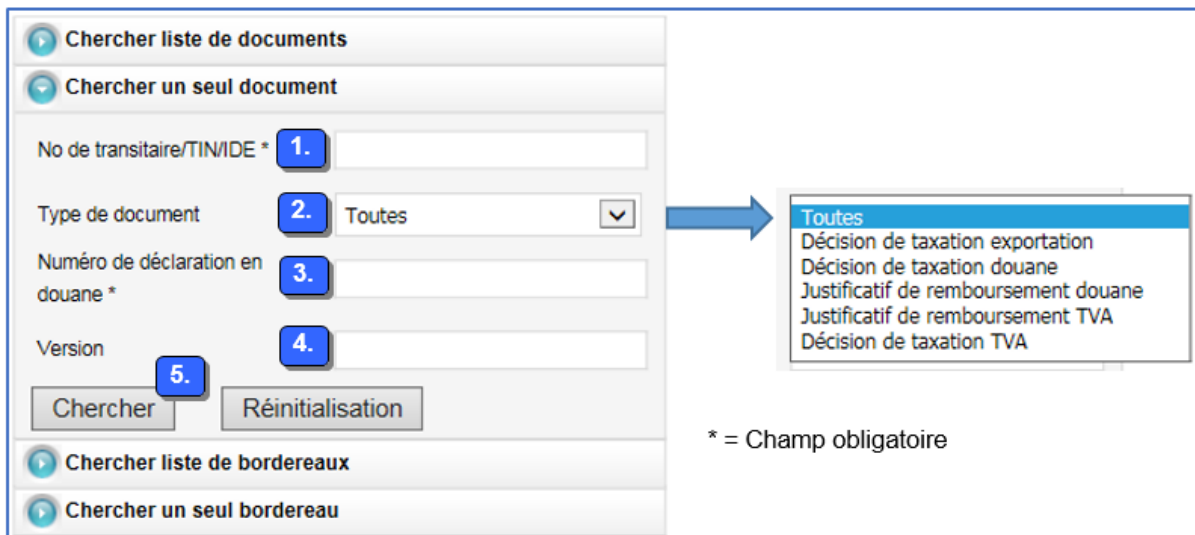 Chercher liste de documents
Chercher un seul document
No de transitaire/TIN/IDE * 1.
Type de document 2. Toutes
Numéro de déclaration en
douane * 3.
Version 4.
5.
Chercher Réinitialisation
Chercher liste de bordereaux
Chercher un seul bordereau
Toutes
Décision de taxation exportation
Décision de taxation douane
Justificatif de remboursement douane
Justificatif de remboursement TVA
Décision de taxation TVA
* = Champ obligatoire